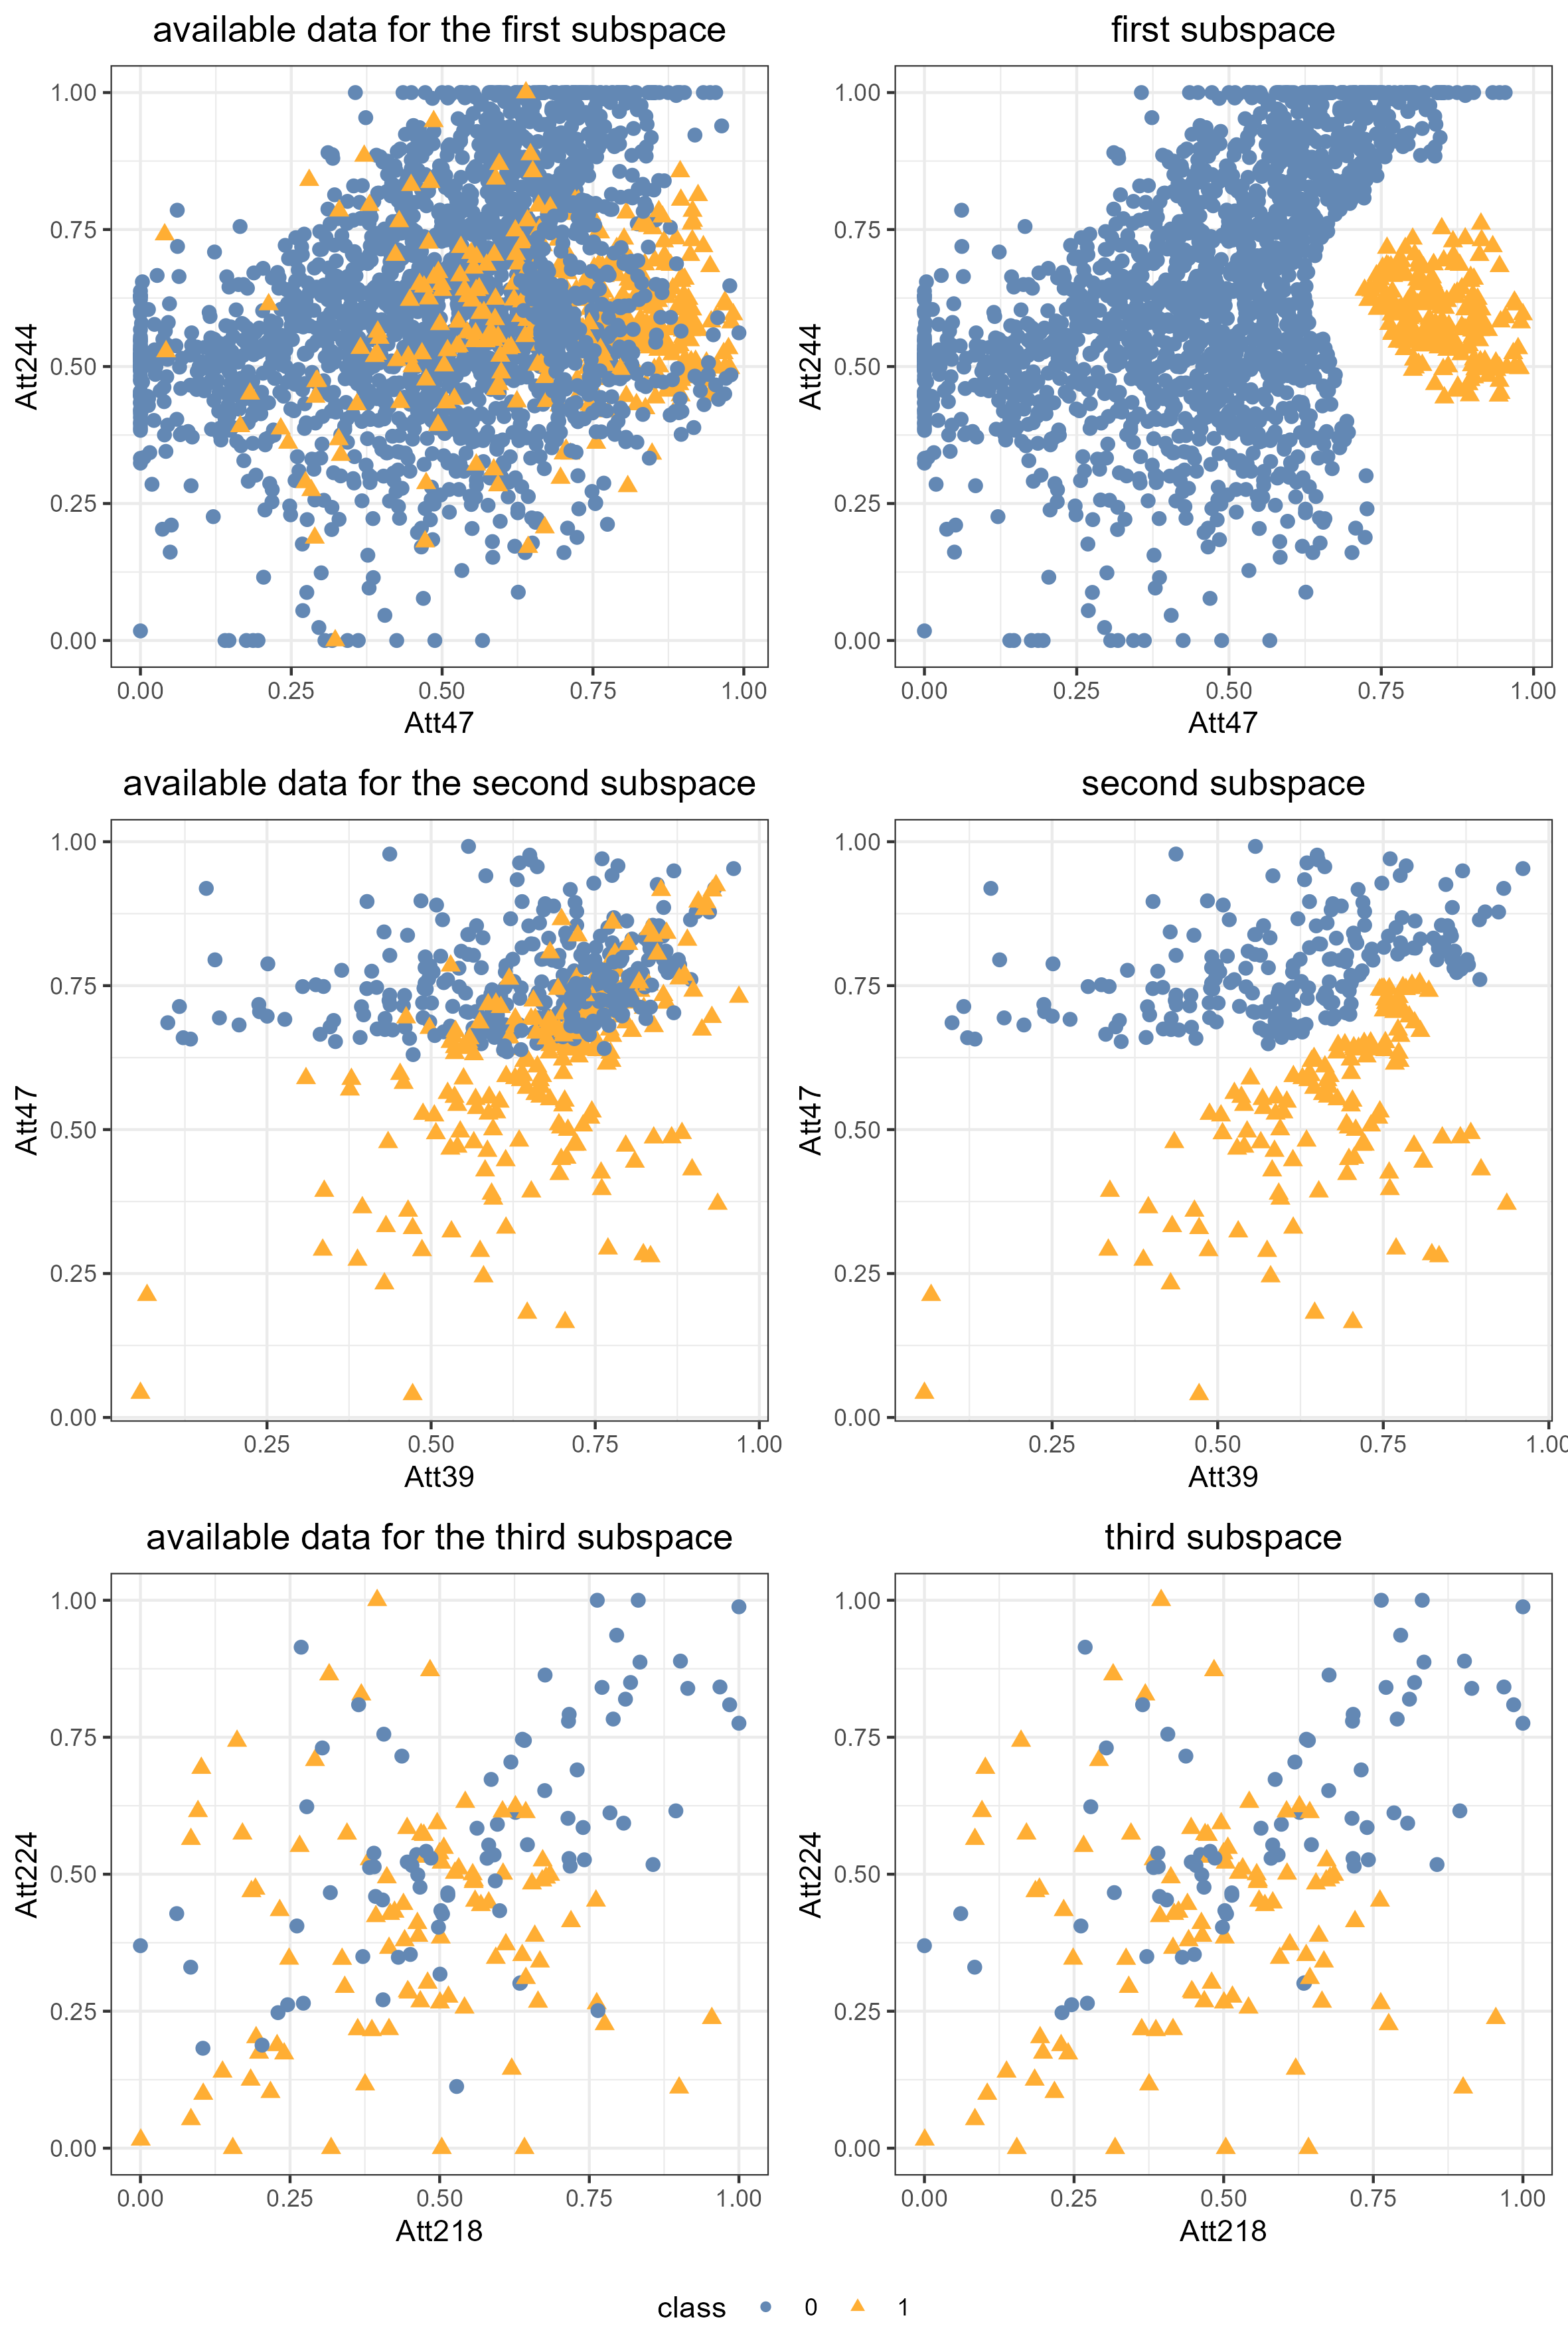 available data for the first subspace
first subspace
1.00
0.75
0.50
0.25
0.00
Att244
0.00 0.25 0.50 0.75 1.00
Att47
1.00
0.75
0.50
0.25
0.00
Att244
0.00 0.25 0.50 0.75 1.00
Att47
available data for the second subspace
second subspace
1.00
0.75
0.50
0.25
0.00
Att47
0.25 0.50 0.75 1.00
Att39
1.00
0.75
0.50
0.25
0.00
Att47
0.25 0.50 0.75 1.00
Att39
available data for the third subspace
third subspace
1.00
0.75
0.50
0.25
0.00
Att224
0.00 0.25 0.50 0.75 1.00
Att218
1.00
0.75
0.50
0.25
0.00
Att224
0.00 0.25 0.50 0.75 1.00
Att218
class 0 1